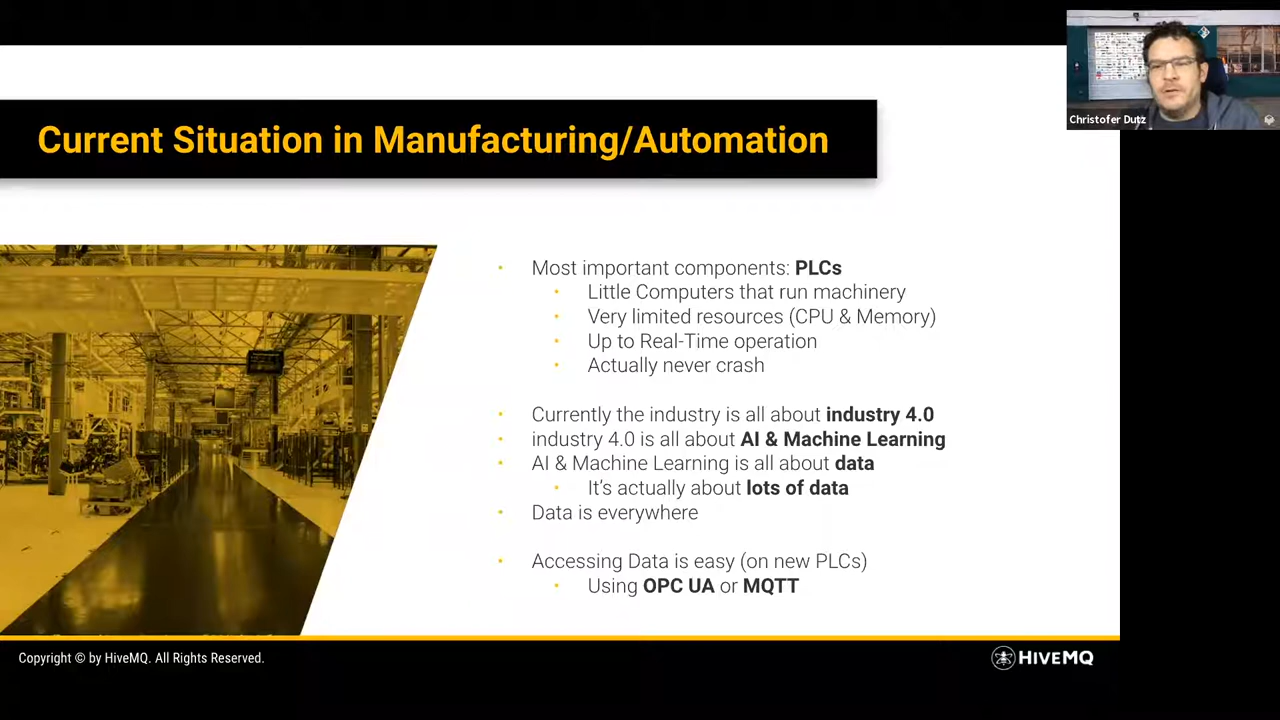 Christofer Dutz
Current Situation in Manufacturing/Automation
Most important components: PLCs
Little Computers that run machinery
Very limited resources (CPU & Memory)
Up to Real-Time operation
Actually never crash
Currently the industry is all about industry 4.0
industry 4.0 is all about AI & Machine Learning
AI & Machine Learning is all about data
It's actually about lots of data
Data is everywhere
Accessing Data is easy (on new PLCs)
Using OPC UA or MQTT
Copyright © by HiveMQ. All Rights Reserved.
HIVEMQ